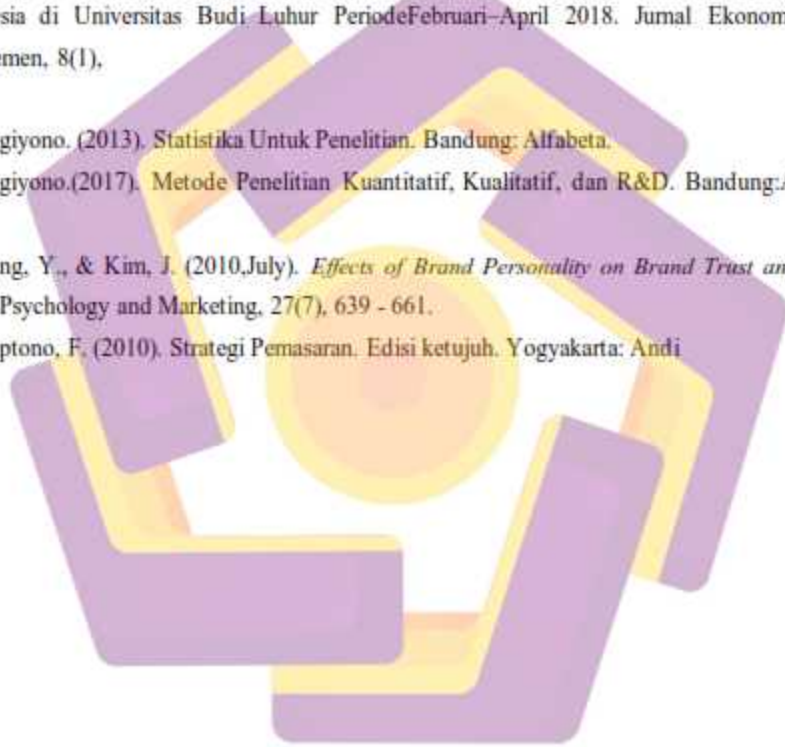 sia di Universitas Budi Luhur PeriodeFebruari–April 2018. Jurnal Ekonom
emen, 8(1),
giyono. (2013). Statistika Untuk Penelitian. Bandung: Alfabeta.
giyono.(2017). Metode Penelitian Kuantitatif, Kualitatif, dan R&D. Bandung:
ng, Y., & Kim, J. (2010,July). Effects of Brand Personality on Brand Trust an
Psychology and Marketing, 27(7), 639 - 661.
ptono, F. (2010). Strategi Pemasaran. Edisi ketujuh. Yogyakarta: Andi